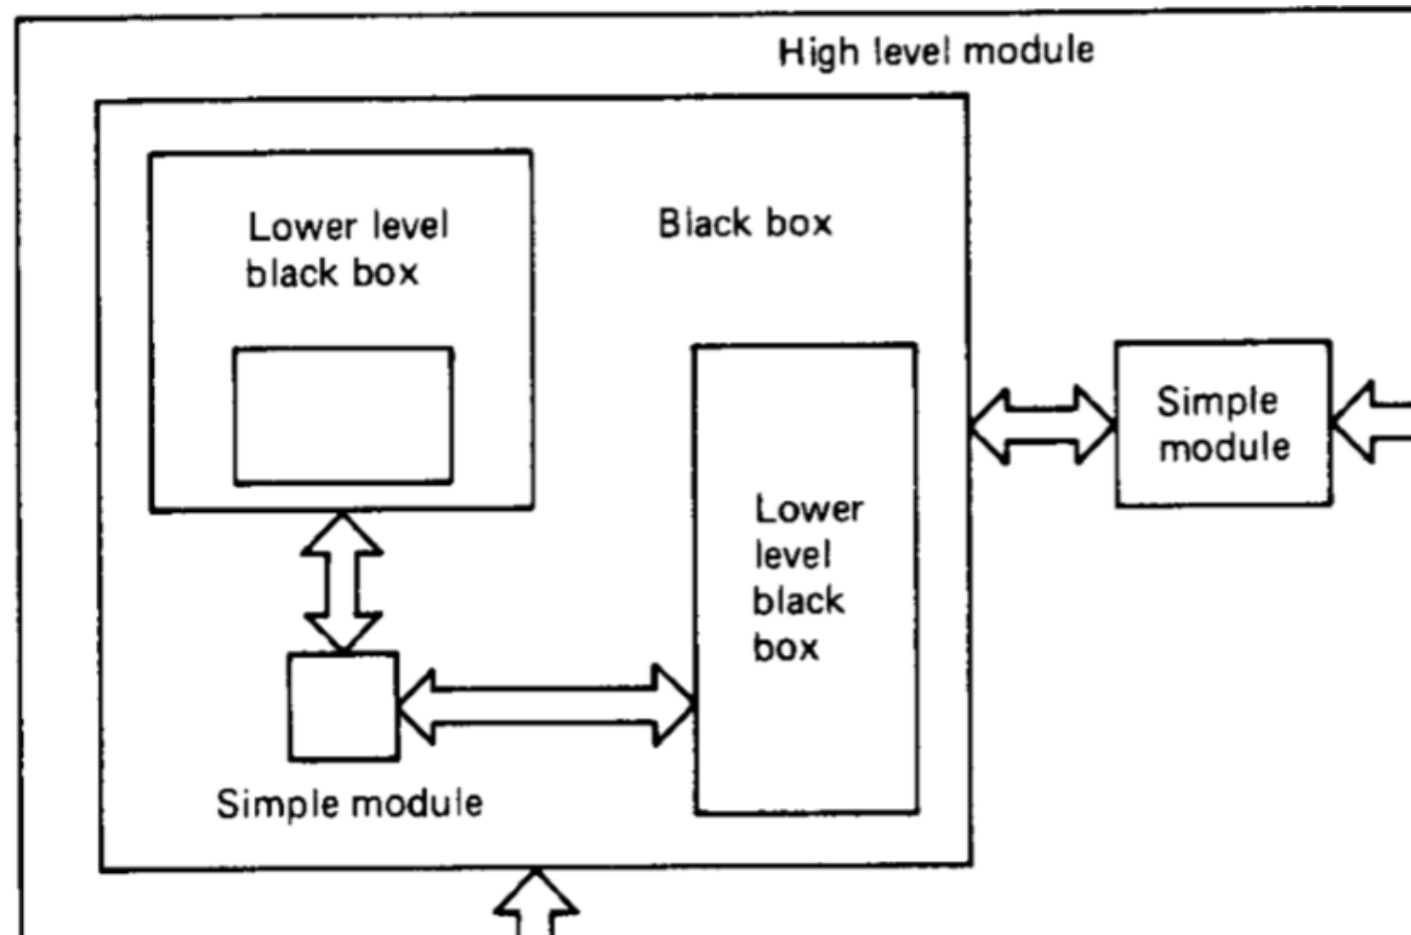 High level module
Lower level
black box
Black box
Simple
module
Lower
level
black
box
Simple module